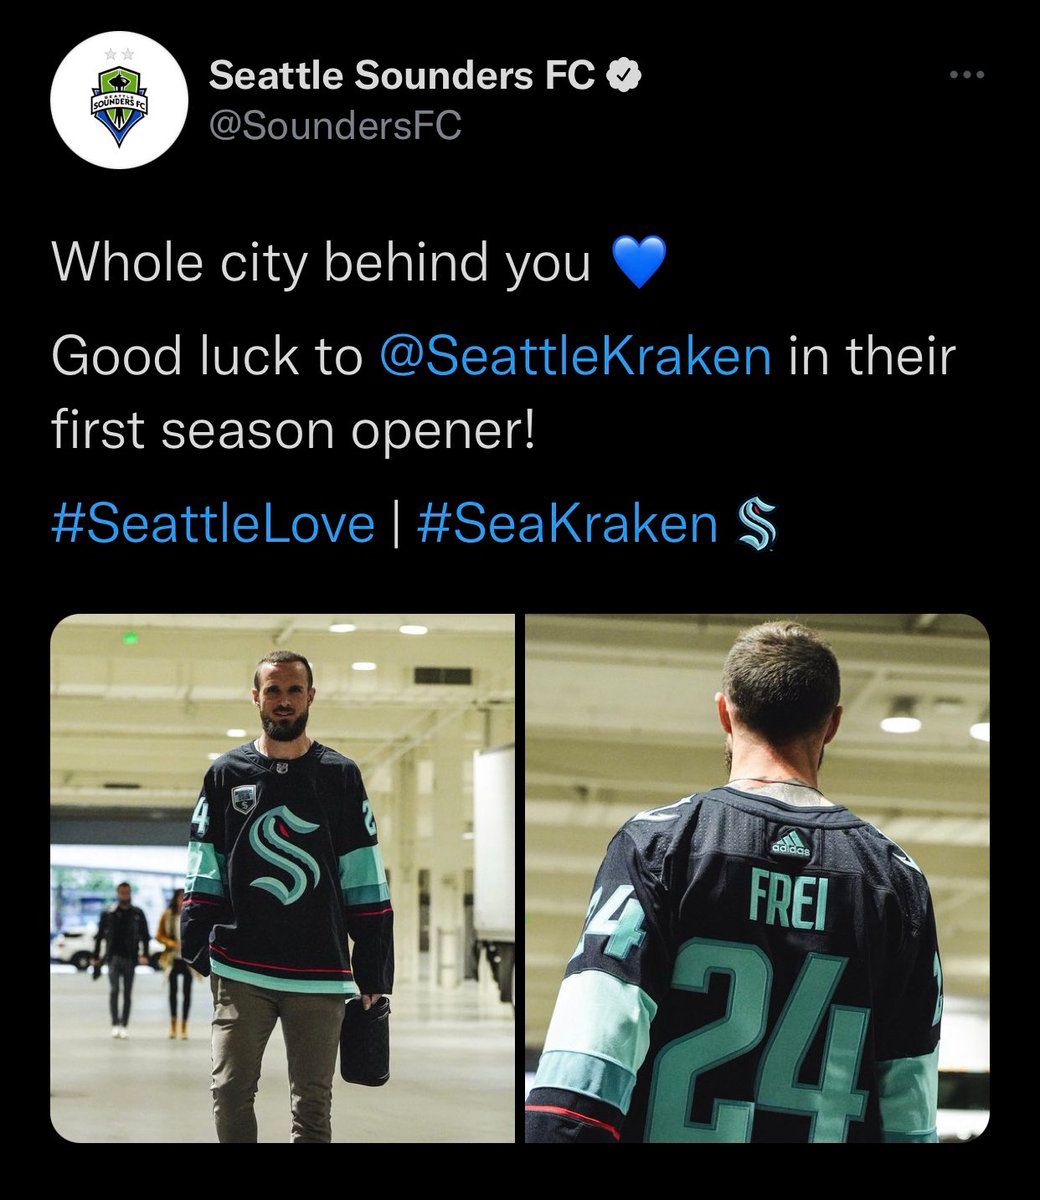 Seattle Sounders FC
@SoundersFC
SEATTLE
SOUNDERS FC
Whole city behind you 💙
Good luck to @SeattleKraken in their
first season opener!
#SeattleLove | #SeaKraken
4
2
adidas
FREI
24
24